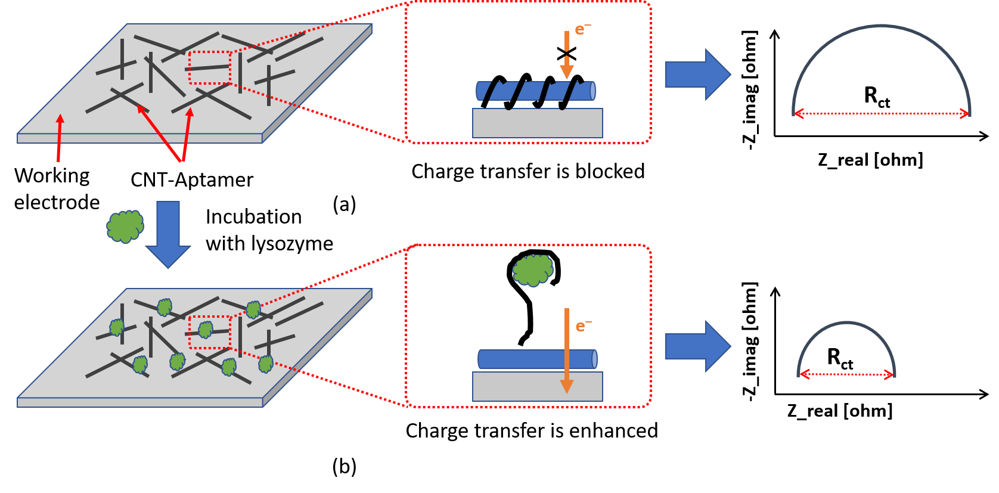 e⁻
-Z_imag [ohm]
R_ct
Z_real [ohm]
Working
electrode
CNT-Aptamer
Charge transfer is blocked
(a)
Incubation
with lysozyme
e⁻
-Z_imag [ohm]
R_ct
Z_real [ohm]
Charge transfer is enhanced
(b)